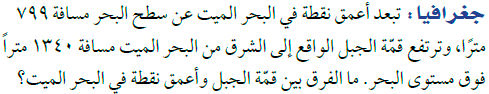 جغرافيا: تبعد أعمق نقطة في البحر الميت عن سطح البحر مسافة ٧٩٩
مترًا، وترتفع قمّة الجبل الواقع إلى الشرق من البحر الميت مسافة ١٣٤٠ متراً
فوق مستوى البحر. ما الفرق بين قمّة الجبل وأعمق نقطة في البحر الميت؟